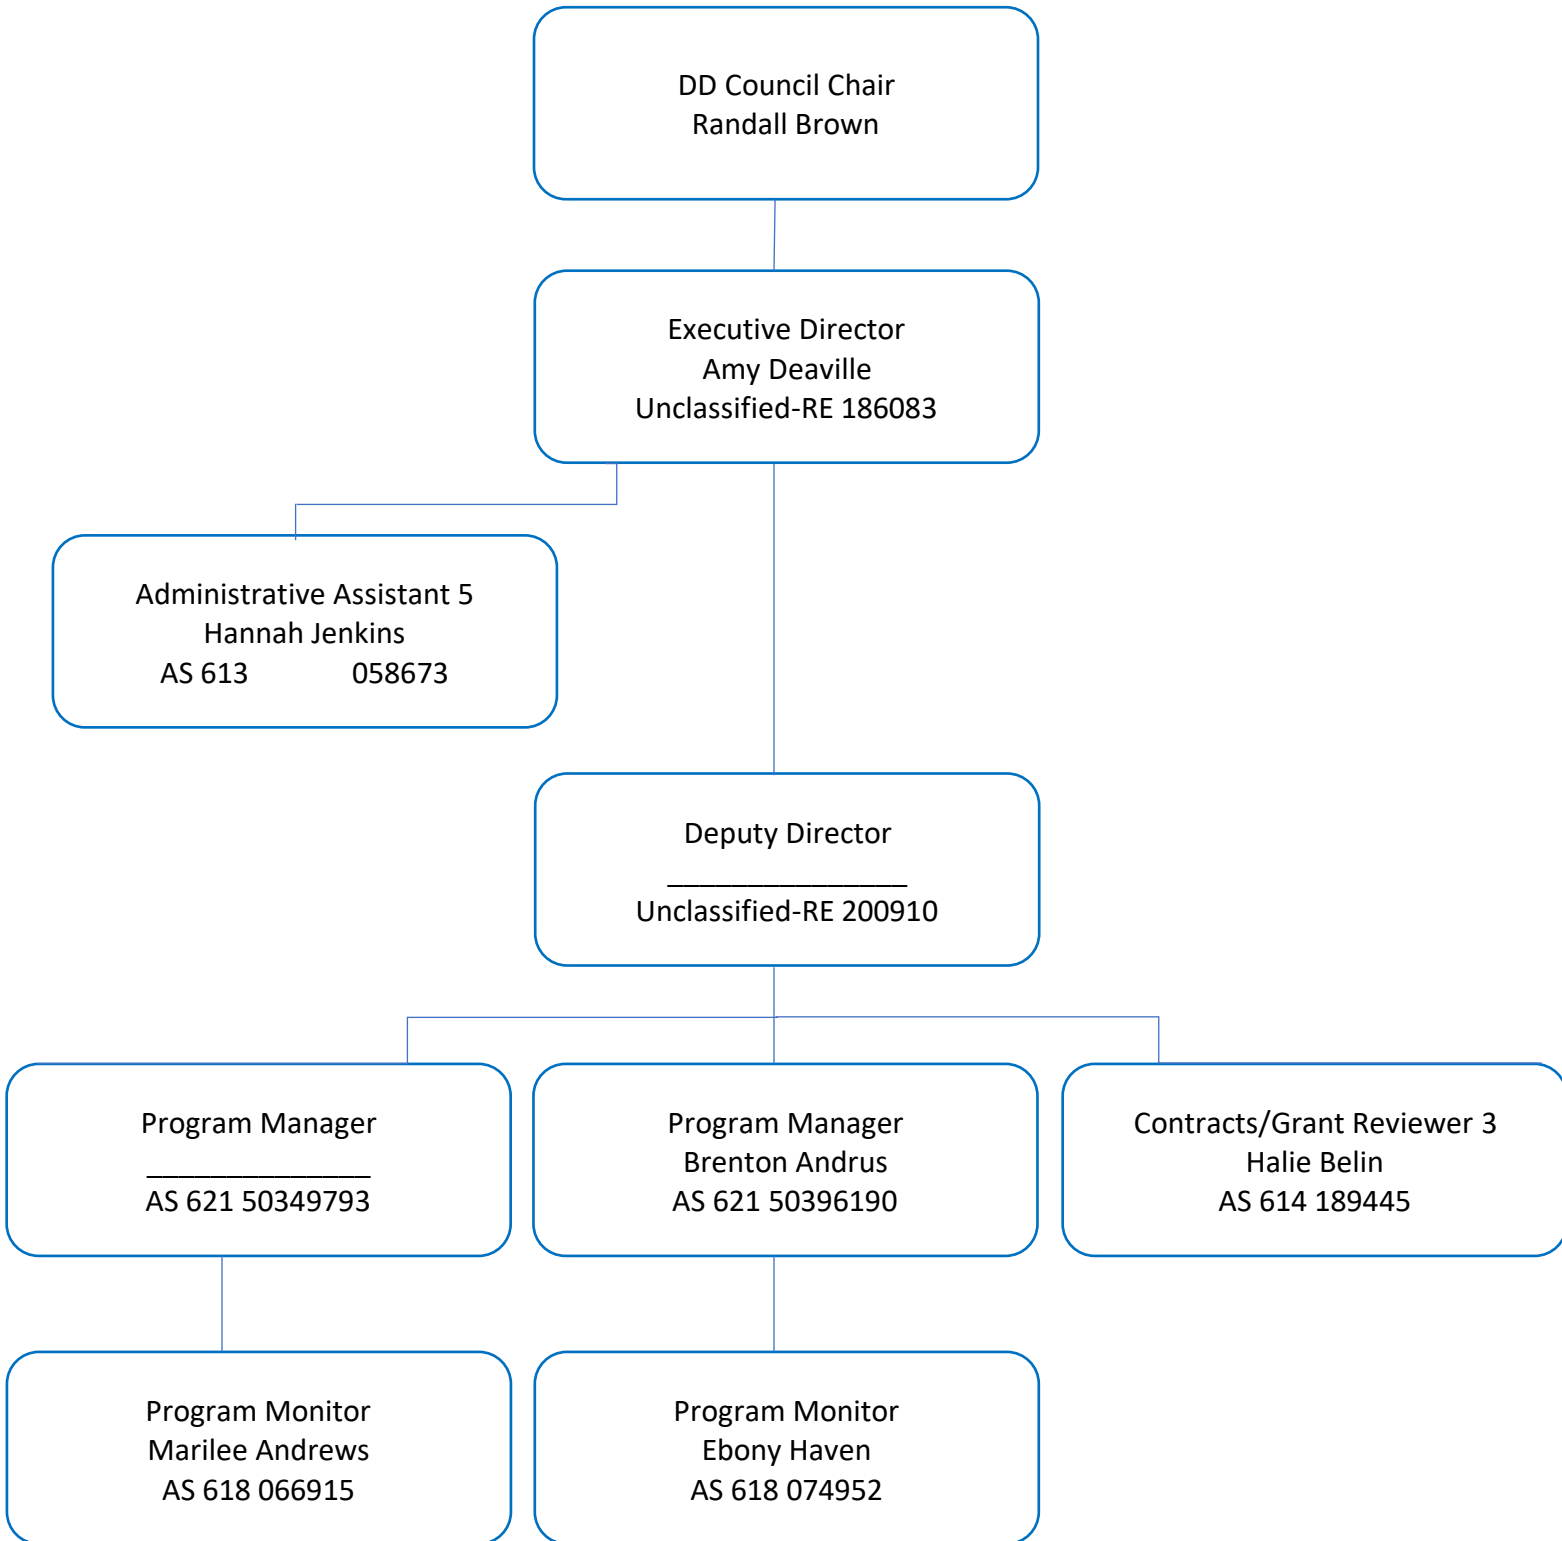 DD Council Chair
Randall Brown
Executive Director
Amy Deaville
Unclassified-RE 186083
Administrative Assistant 5
Hannah Jenkins
AS 613 058673
Deputy Director
_______________
Unclassified-RE 200910
Program Manager
______________
AS 621 50349793
Program Manager
Brenton Andrus
AS 621 50396190
Contracts/Grant Reviewer 3
Halie Belin
AS 614 189445
Program Monitor
Marilee Andrews
AS 618 066915
Program Monitor
Ebony Haven
AS 618 074952